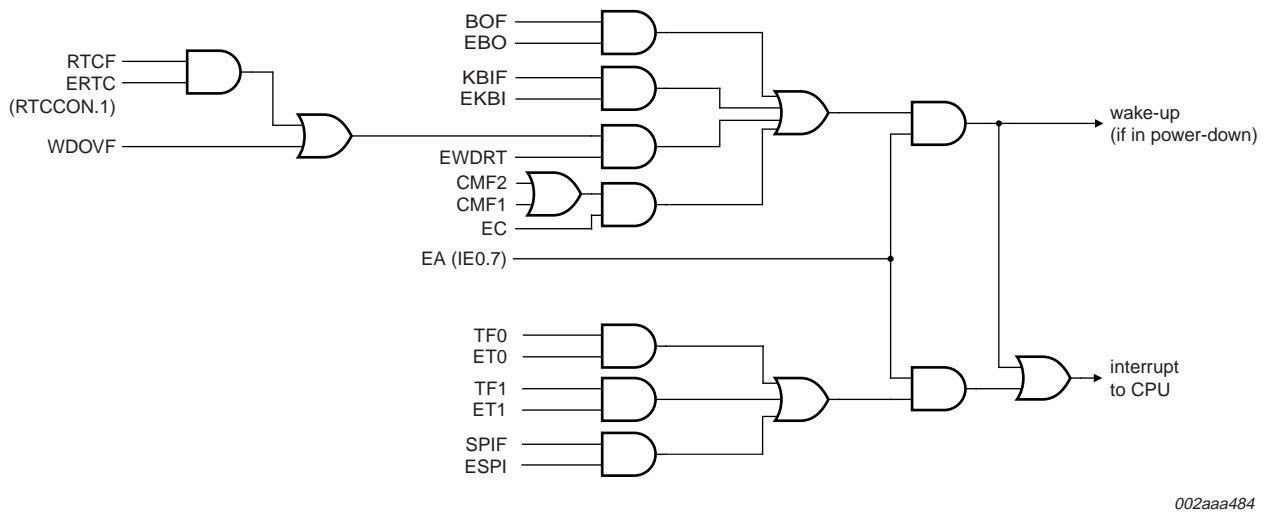 BOF
EBO
RTCF
ERTC
(RTCCON.1)
WDOVF
KBIF
EKBI
EWDRT
CMF2
CMF1
EC
EA (IE0.7)
wake-up
(if in power-down)
TF0
ET0
TF1
ET1
SPIF
ESPI
interrupt
to CPU
002aaa484